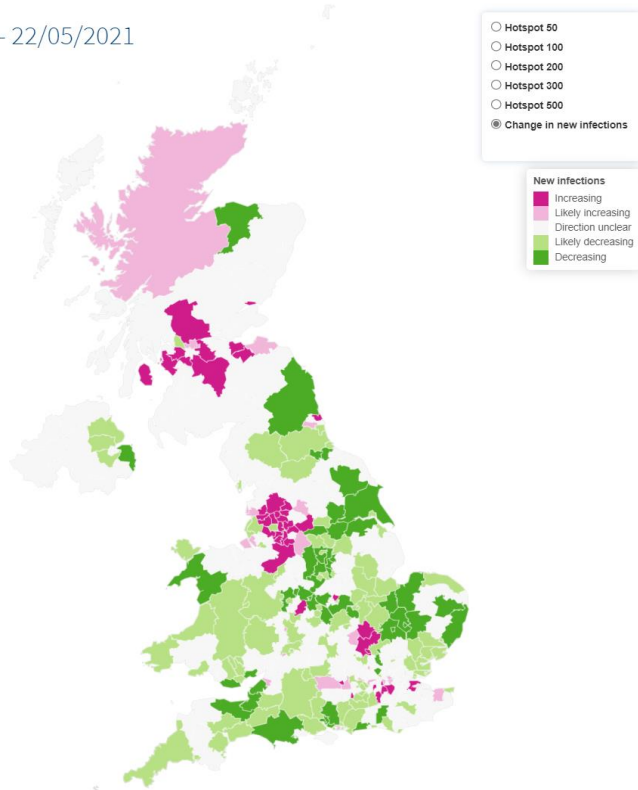 - 22/05/2021
Hotspot 50
Hotspot 100
Hotspot 200
Hotspot 300
Hotspot 500
Change in new infections
New infections
Increasing
Likely increasing
Direction unclear
Likely decreasing
Decreasing